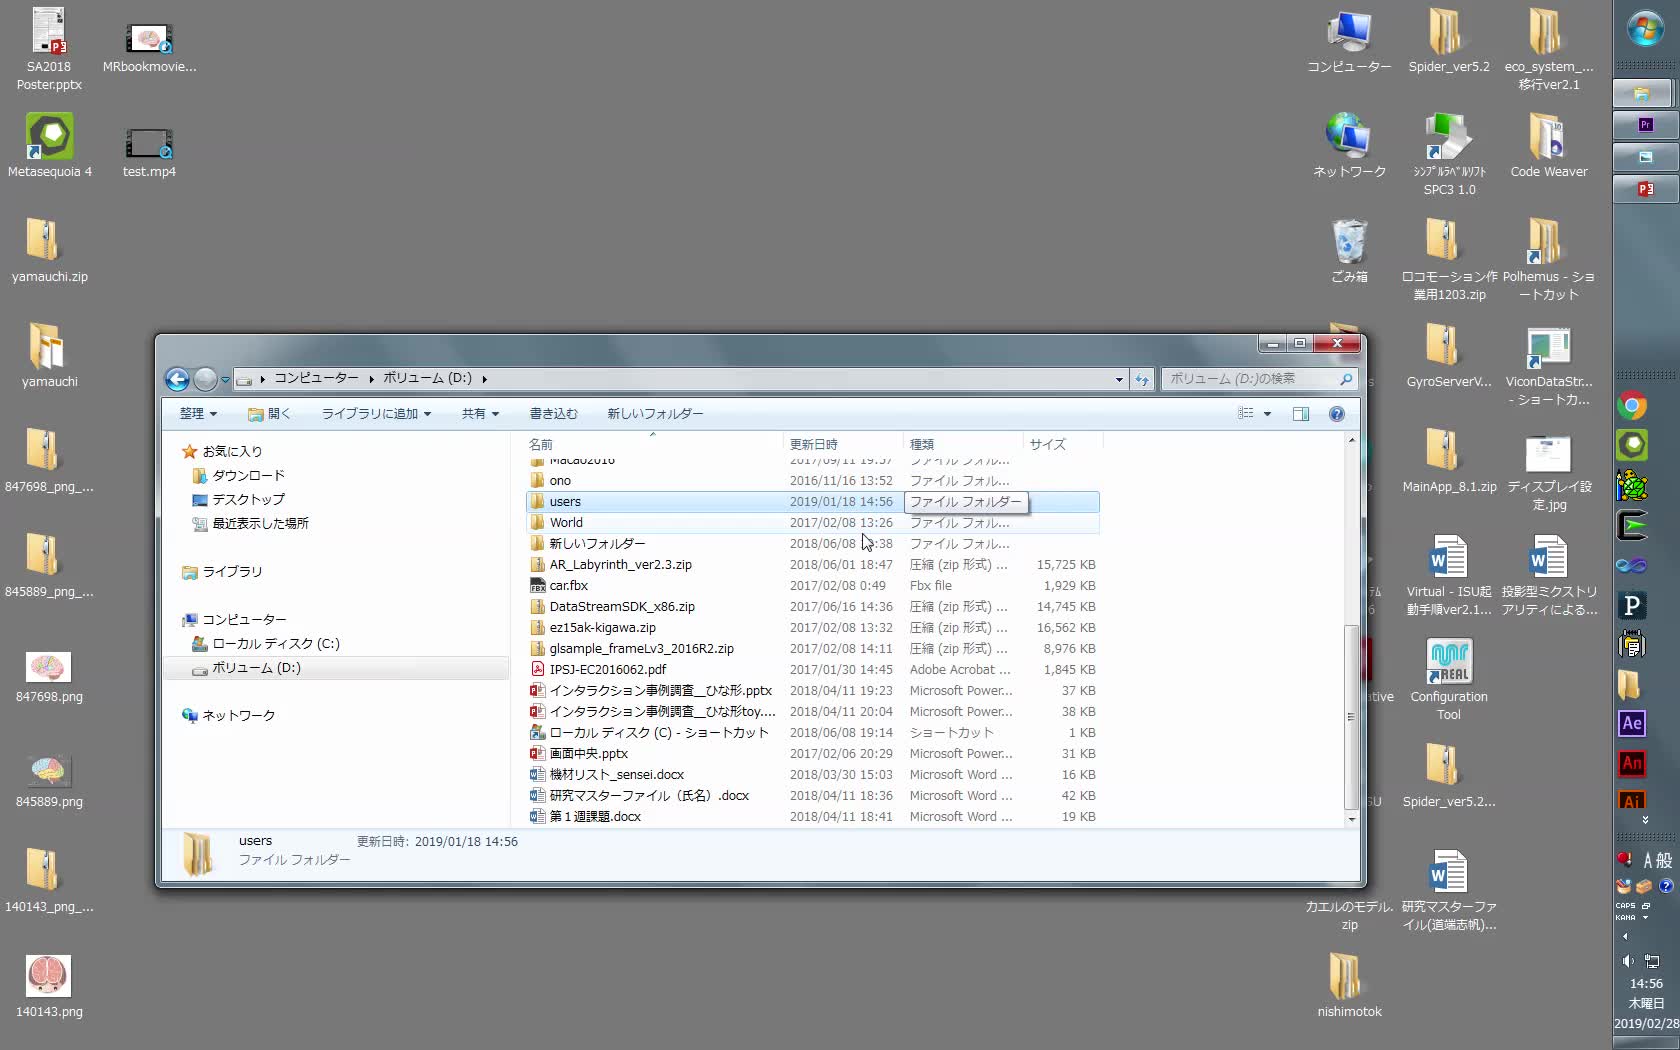 SA2018
Poster.pptx
MRbookmovie...
Metasequoia 4
test.mp4
yamauchi.zip
yamauchi
847698_png_...
845889_png_...
847698.png
845889.png
140143_png_...
140143.png
コンピューター
Spider_ver5.2
eco_system_...
移行ver2.1
ネットワーク
ｼﾝﾌﾟﾙﾗﾍﾞﾙｿﾌﾄ
SPC3 1.0
Code Weaver
ごみ箱
ロコモーション作
業用1203.zip
Polhemus - ショ
ートカット
GyroServerV...
ViconDataStr...
- ショートカ...
MainApp_8.1.zip
ディスプレイ設
定.jpg
Virtual - ISU起
動手順ver2.1...
投影型ミクストリ
アリティによる...
Configuration
Tool
Spider_ver5.2...
カエルのモデル.
zip
研究マスターファ
イル(道端志帆)...
nishimotok
コンピューター ▸ ボリューム (D:) ▸
ボリューム (D:)の検索
整理
開く
ライブラリに追加
共有
書き込む
新しいフォルダー
お気に入り
ダウンロード
デスクトップ
最近表示した場所
ライブラリ
コンピューター
ローカル ディスク (C:)
ボリューム (D:)
ネットワーク
名前 更新日時 種類 サイズ
Macao2016 2017/09/11 19:57 ファイル フォル...
ono 2016/11/16 13:52 ファイル フォル...
users 2019/01/18 14:56 ファイル フォルダー
World 2017/02/08 13:26 ファイル フォル...
新しいフォルダー 2018/06/08 :38 ファイル フォル...
AR_Labyrinth_ver2.3.zip 2018/06/01 18:47 圧縮 (zip 形式) ... 15,725 KB
car.fbx 2017/02/08 0:49 Fbx file 1,929 KB
DataStreamSDK_x86.zip 2017/06/16 14:36 圧縮 (zip 形式) ... 14,745 KB
ez15ak-kigawa.zip 2017/02/08 13:32 圧縮 (zip 形式) ... 16,562 KB
glsample_frameLv3_2016R2.zip 2017/02/08 14:11 圧縮 (zip 形式) ... 8,976 KB
IPSJ-EC2016062.pdf 2017/01/30 14:45 Adobe Acrobat ... 1,845 KB
インタラクション事例調査__ひな形.pptx 2018/04/11 19:23 Microsoft Power... 37 KB
インタラクション事例調査__ひな形toy.... 2018/04/11 20:04 Microsoft Power... 38 KB
ローカル ディスク (C) - ショートカット 2018/06/08 19:14 ショートカット 1 KB
画面中央.pptx 2017/02/06 20:29 Microsoft Power... 31 KB
機材リスト_sensei.docx 2018/03/30 15:03 Microsoft Word ... 16 KB
研究マスターファイル（氏名）.docx 2018/04/11 18:36 Microsoft Word ... 42 KB
第１週課題.docx 2018/04/11 18:41 Microsoft Word ... 19 KB
users 更新日時: 2019/01/18 14:56
ファイル フォルダー
Pr
P
Ae
An
Ai
A 般
CAPS
KANA
14:56
木曜日
2019/02/28